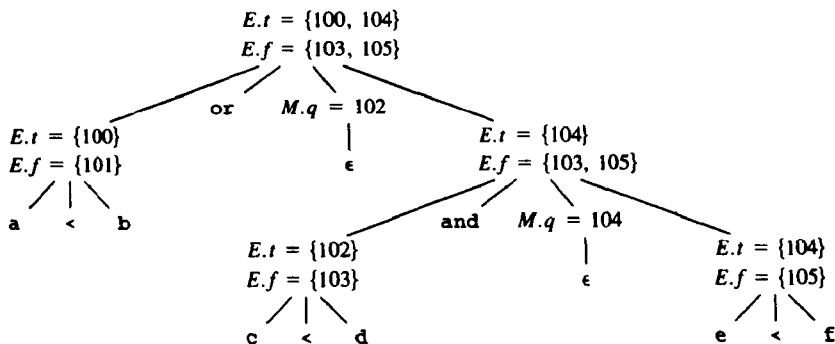 E.t = {100, 104}
E.f = {103, 105}
or M.q = 102
E.t = {100} E.t = {104}
E.f = {101} ϵ E.f = {103, 105}
a < b and M.q = 104
E.t = {102} E.t = {104}
E.f = {103} ϵ E.f = {105}
c < d e < f